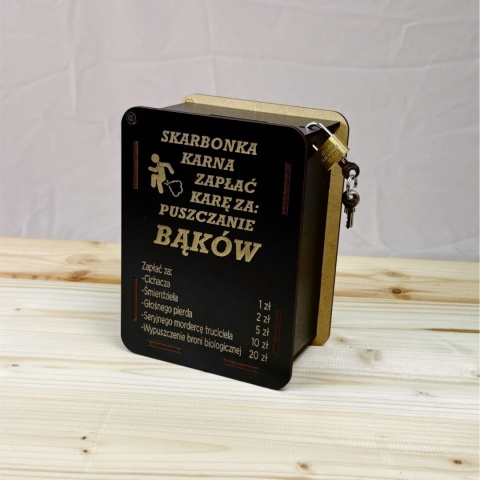 SKARBONKA
KARNA
ZAPŁAĆ
KARĘ ZA:
PUSZCZANIE
BĄKÓW
Zapłać za:
-Cichacza 1 zł
-Śmierdziela 2 zł
-Głośnego pierda 5 zł
-Seryjnego mordercę truciciela 10 zł
-Wypuszczenie broni biologicznej 20 zł